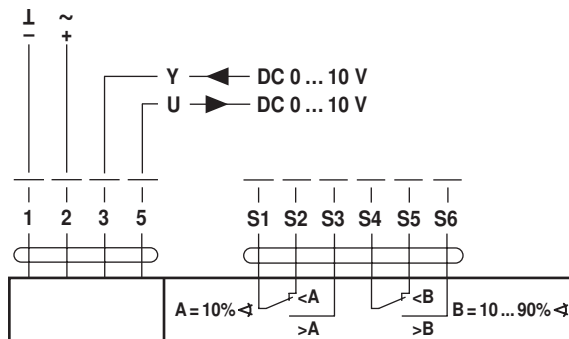 ⊥ ~
− +
Y DC 0 ... 10 V
U DC 0 ... 10 V
1 2 3 5 S1 S2 S3 S4 S5 S6
A = 10% ∢ <A <B B = 10 ... 90% ∢
>A >B